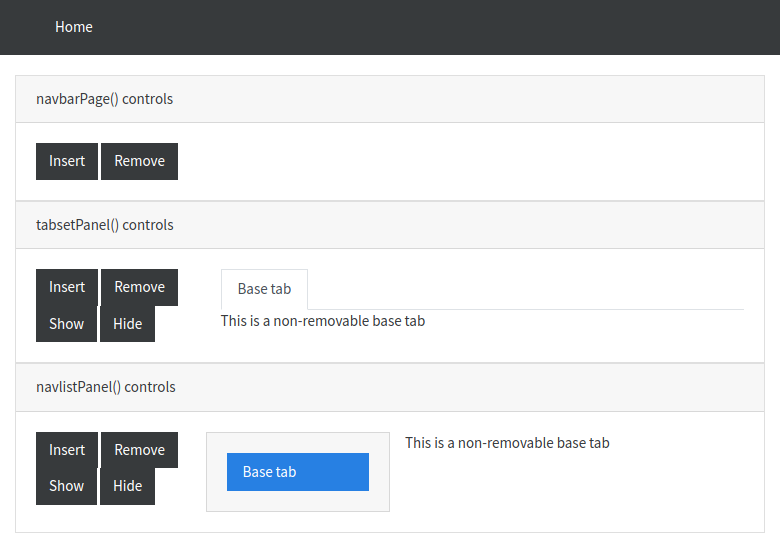 Home
navbarPage() controls
Insert Remove
tabsetPanel() controls
Insert Remove
Show Hide
Base tab
This is a non-removable base tab
navlistPanel() controls
Insert Remove
Show Hide
Base tab
This is a non-removable base tab